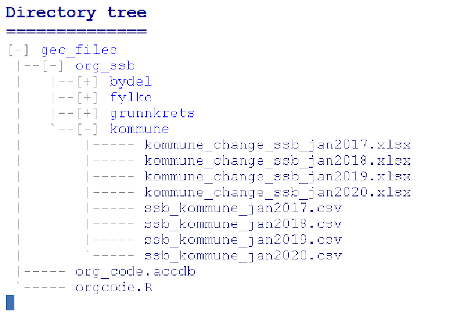 Directory tree
==============
[-] geo_files
 |--[-] org_ssb
 |   |--[+] bydel
 |   |--[+] fylke
 |   |--[+] grunnkrets
 |   `--[-] kommune
 |       |----- kommune_change_ssb_jan2017.xlsx
 |       |----- kommune_change_ssb_jan2018.xlsx
 |       |----- kommune_change_ssb_jan2019.xlsx
 |       |----- kommune_change_ssb_jan2020.xlsx
 |       |----- ssb_kommune_jan2017.csv
 |       |----- ssb_kommune_jan2018.csv
 |       |----- ssb_kommune_jan2019.csv
 |       `----- ssb_kommune_jan2020.csv
 |----- org_code.accdb
 `----- orgcode.R